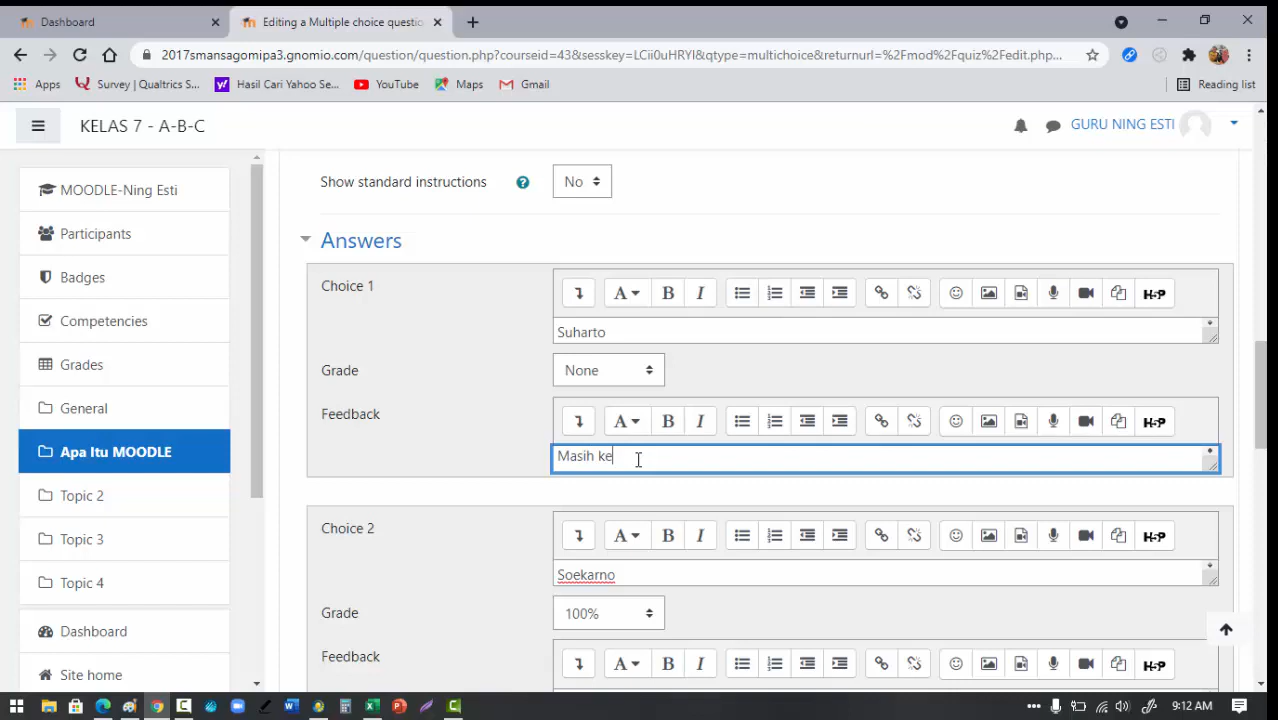 Dashboard
Editing a Multiple choice questio
2017smansagomipa3.gnomio.com/question/question.php?courseid=43&sesskey=LCii0uHRYI&qtype=multichoice&returnurl=%2Fmod%2Fquiz%2Fedit.php...
Apps
Survey | Qualtrics S...
Hasil Cari Yahoo Se...
YouTube
Maps
Gmail
Reading list
KELAS 7 - A-B-C
GURU NING ESTI
MOODLE-Ning Esti
Participants
Badges
Competencies
Grades
General
Apa Itu MOODLE
Topic 2
Topic 3
Topic 4
Dashboard
Site home
Show standard instructions
No
Answers
Choice 1
A B I
H5P
Suharto
Grade
None
Feedback
A B I
H5P
Masih ke
Choice 2
A B I
H5P
Soekarno
Grade
100%
Feedback
A B I
H5P
9:12 AM